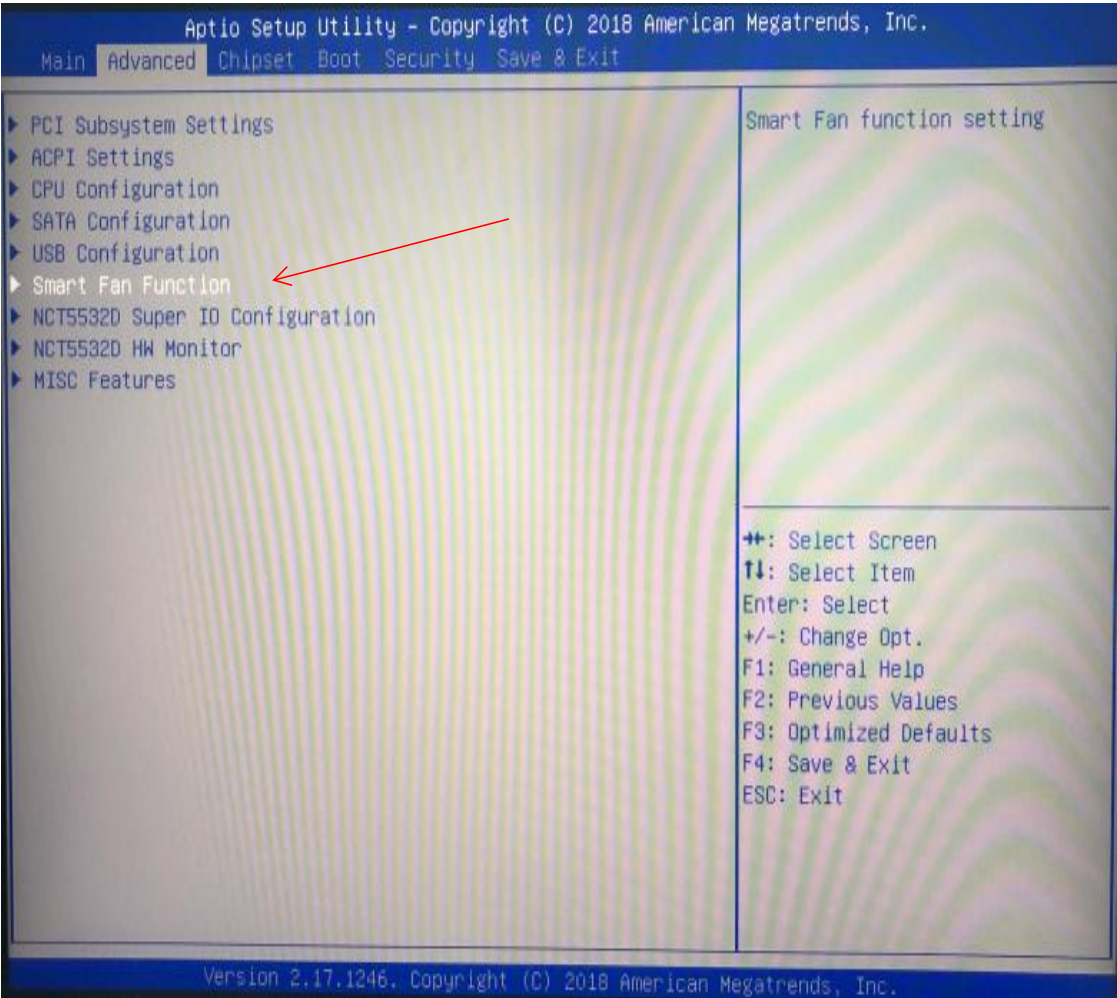 Aptio Setup Utility - Copyright (C) 2018 American Megatrends, Inc.
Main Advanced Chipset Boot Security Save & Exit
PCI Subsystem Settings
ACPI Settings
CPU Configuration
SATA Configuration
USB Configuration
Smart Fan Function
NCT5532D Super IO Configuration
NCT5532D HW Monitor
MISC Features
Smart Fan function setting
→←: Select Screen
↑↓: Select Item
Enter: Select
+/-: Change Opt.
F1: General Help
F2: Previous Values
F3: Optimized Defaults
F4: Save & Exit
ESC: Exit
Version 2.17.1246. Copyright (C) 2018 American Megatrends, Inc.